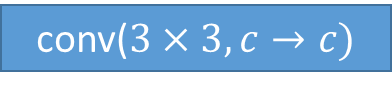 conv(3 × 3, c → c)